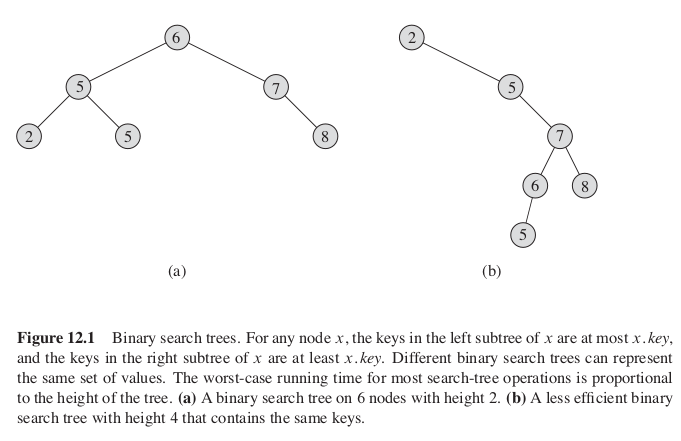 6
2
5
7
5
7
2
5
8
6
8
5
(a)
(b)
Figure 12.1 Binary search trees. For any node x, the keys in the left subtree of x are at most x.key,
and the keys in the right subtree of x are at least x.key. Different binary search trees can represent
the same set of values. The worst-case running time for most search-tree operations is proportional
to the height of the tree. (a) A binary search tree on 6 nodes with height 2. (b) A less efficient binary
search tree with height 4 that contains the same keys.